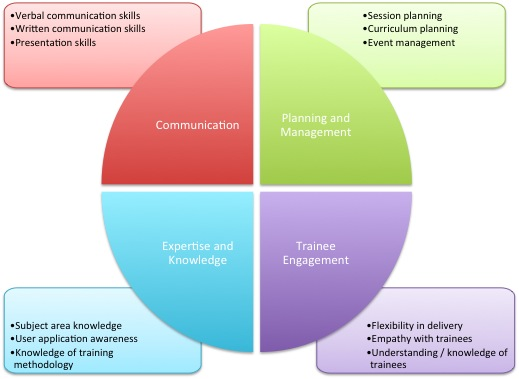 •Verbal communication skills
•Written communication skills
•Presentation skills
•Session planning
•Curriculum planning
•Event management
Communication
Planning and
Management
Expertise and
Knowledge
Trainee
Engagement
•Subject area knowledge
•User application awareness
•Knowledge of training
methodology
•Flexibility in delivery
•Empathy with trainees
•Understanding / knowledge of
trainees